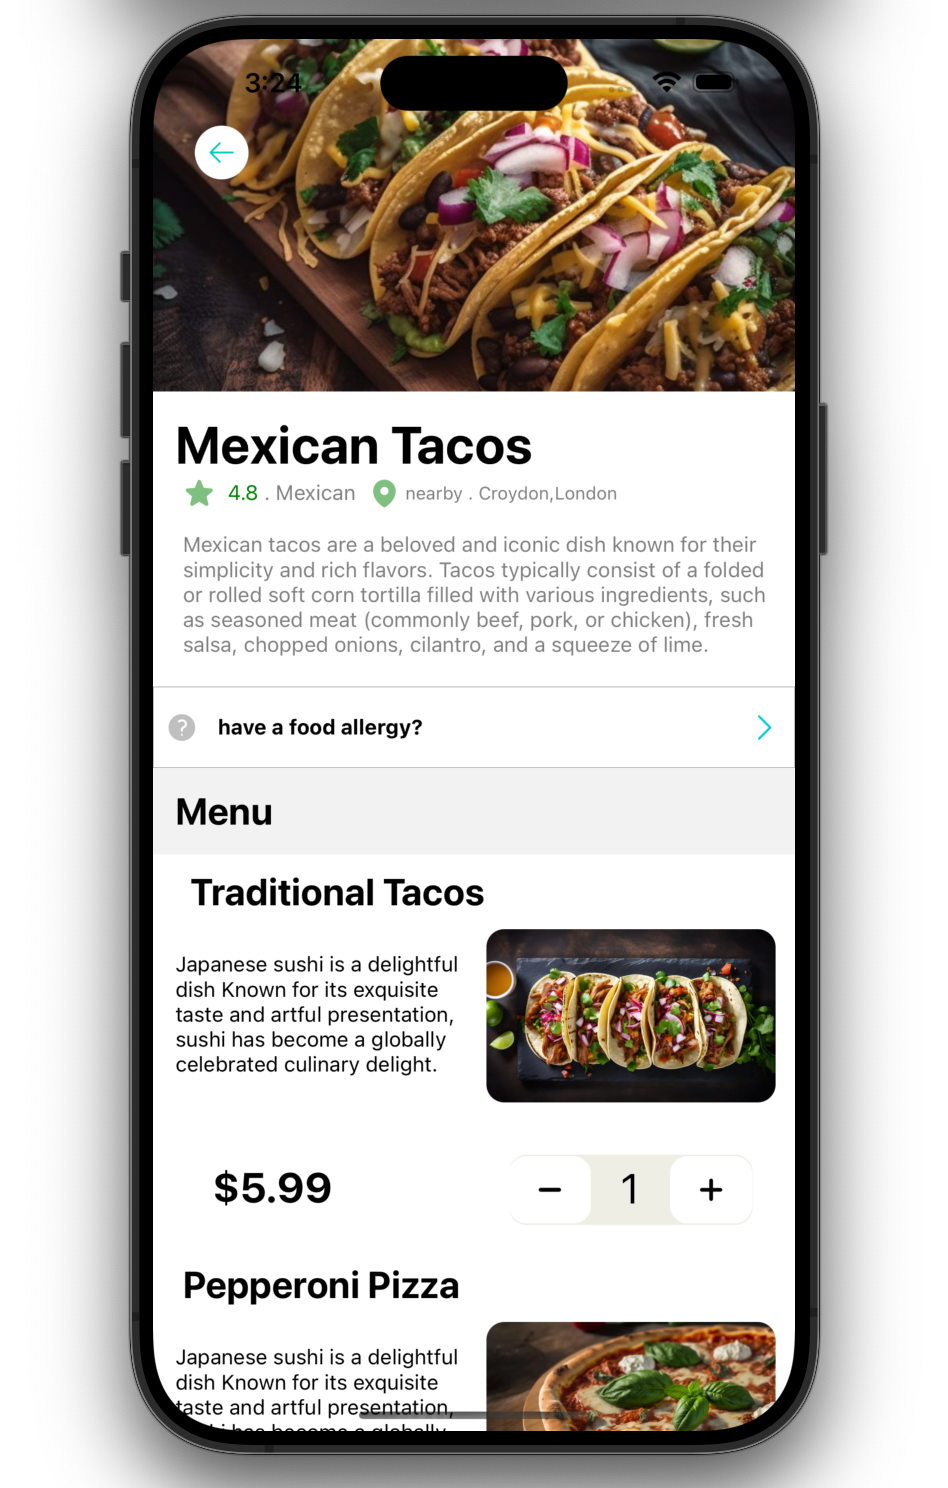 3:24
Mexican Tacos
4.8 . Mexican nearby . Croydon,London
Mexican tacos are a beloved and iconic dish known for their
simplicity and rich flavors. Tacos typically consist of a folded
or rolled soft corn tortilla filled with various ingredients, such
as seasoned meat (commonly beef, pork, or chicken), fresh
salsa, chopped onions, cilantro, and a squeeze of lime.
? have a food allergy?
Menu
Traditional Tacos
Japanese sushi is a delightful
dish Known for its exquisite
taste and artful presentation,
sushi has become a globally
celebrated culinary delight.
$5.99 − 1 +
Pepperoni Pizza
Japanese sushi is a delightful
dish Known for its exquisite
taste and artful presentation,
sushi has become a globally